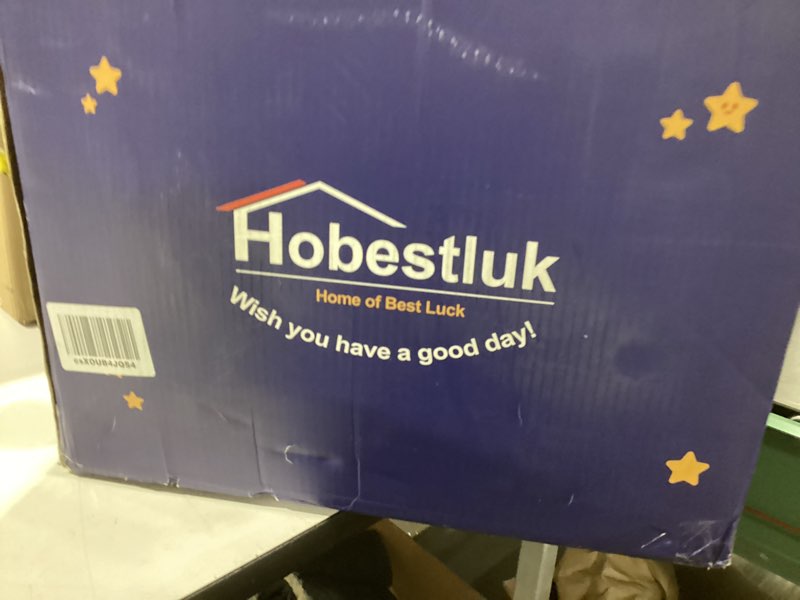 Hobestluk
Home of Best Luck
Wish you have a good day!